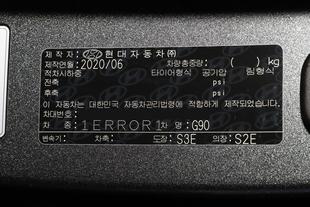 제작자: 현대자동차㈜
제작연월: 2020/06 차량총중량: ( ) kg
적차시하중 타이어형식 공기압 림형식
전축 psi
후축 psi
이 자동차는 대한민국 자동차관리법령에 적합하게 제작되었습니다.
차대번호:
차 종: 1ERROR1 차 명: G90
변속기: 차축: 도장: S3E 의장: S2E